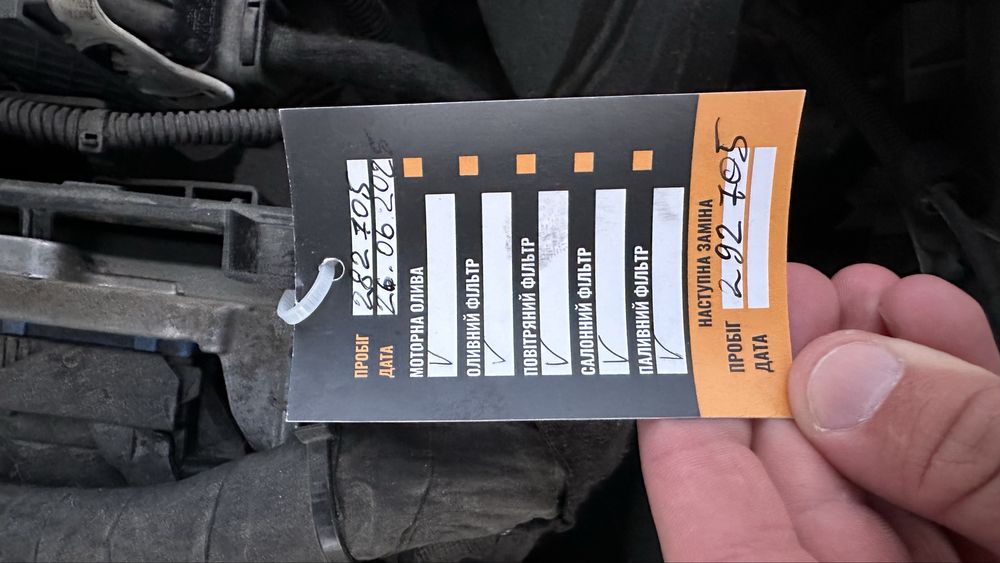 ПРОБІГ 282 705
ДАТА 26.06.2025
МОТОРНА ОЛИВА
ОЛИВНИЙ ФІЛЬТР
ПОВІТРЯНИЙ ФІЛЬТР
САЛОННИЙ ФІЛЬТР
ПАЛИВНИЙ ФІЛЬТР
НАСТУПНА ЗАМІНА
ПРОБІГ 292 705
ДАТА